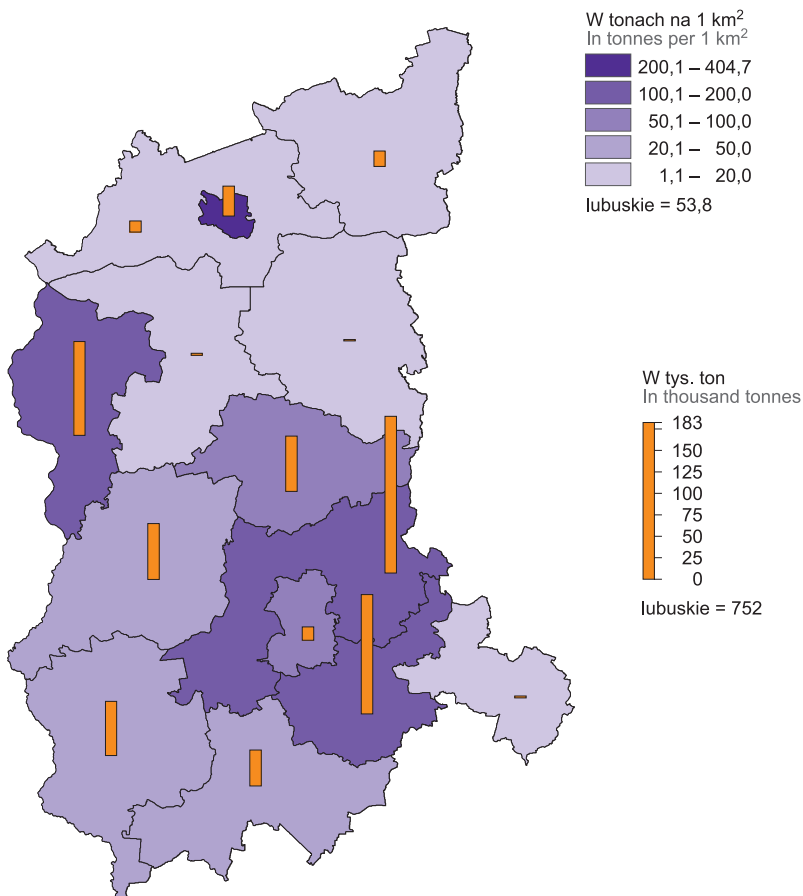 W tonach na 1 km²
In tonnes per 1 km²
200,1 – 404,7
100,1 – 200,0
50,1 – 100,0
20,1 – 50,0
1,1 – 20,0
lubuskie = 53,8
W tys. ton
In thousand tonnes
183
150
125
100
75
50
25
0
lubuskie = 752